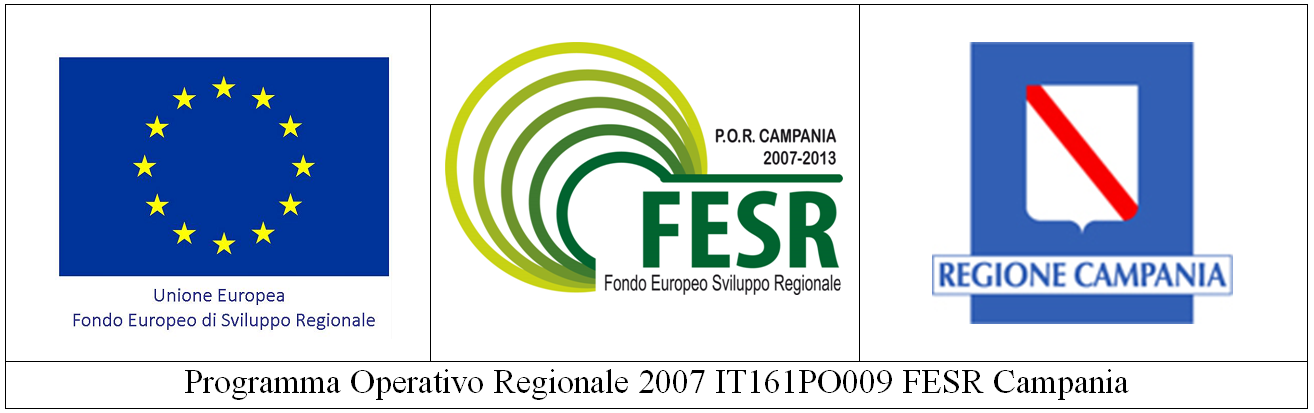 Unione Europea
Fondo Europeo di Sviluppo Regionale
P.O.R. CAMPANIA
2007-2013
FESR
Fondo Europeo Sviluppo Regionale
REGIONE CAMPANIA
Programma Operativo Regionale 2007 IT161PO009 FESR Campania